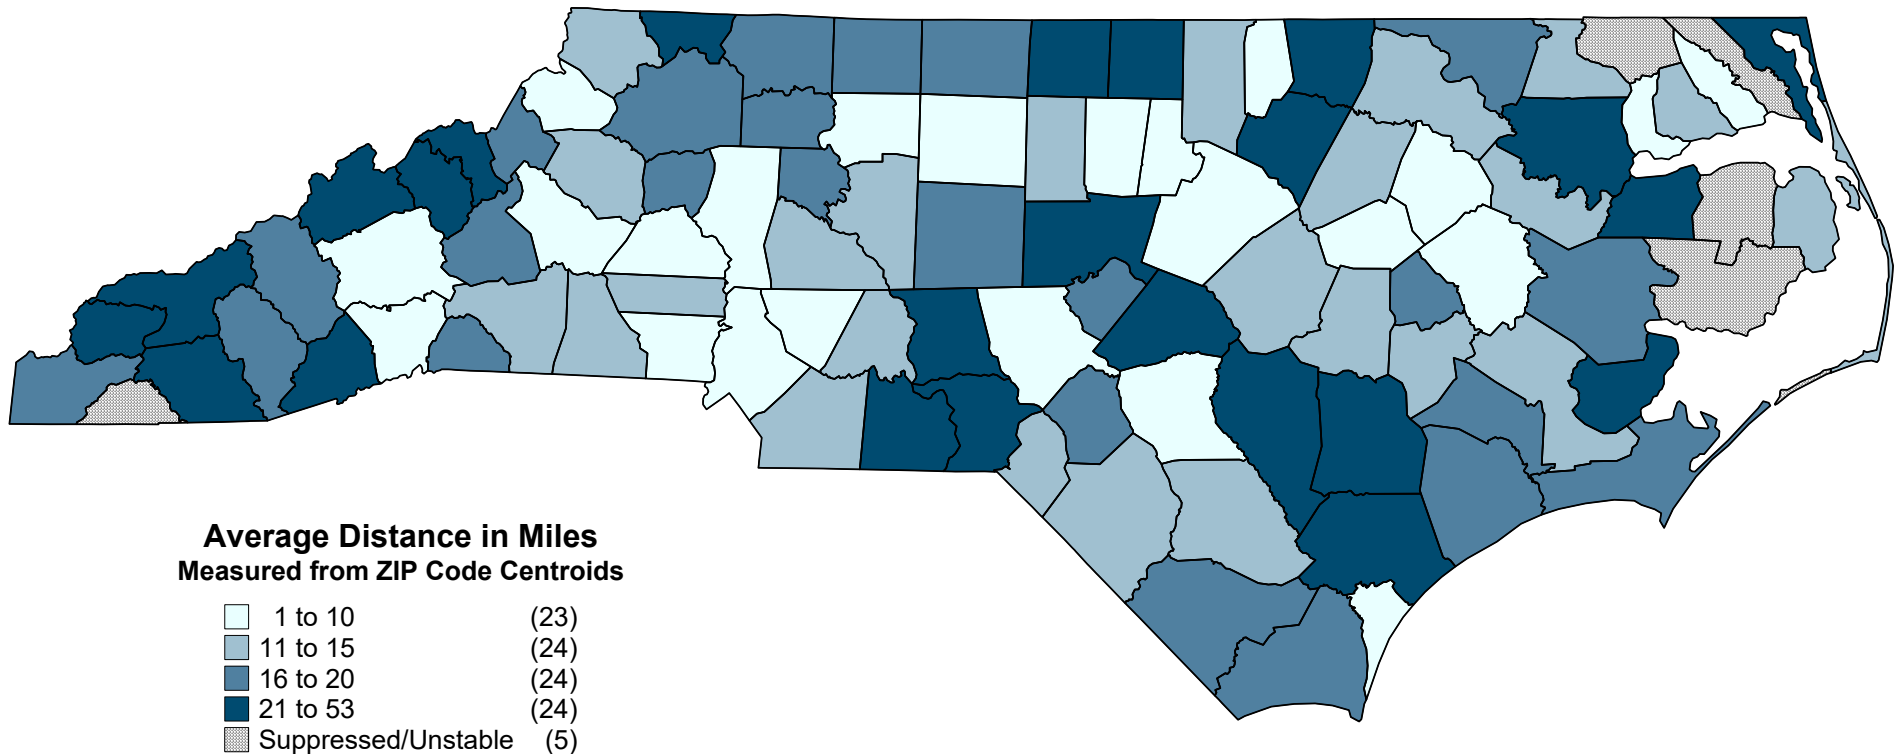 Average Distance in Miles
Measured from ZIP Code Centroids
1 to 10 (23)
11 to 15 (24)
16 to 20 (24)
21 to 53 (24)
Suppressed/Unstable (5)